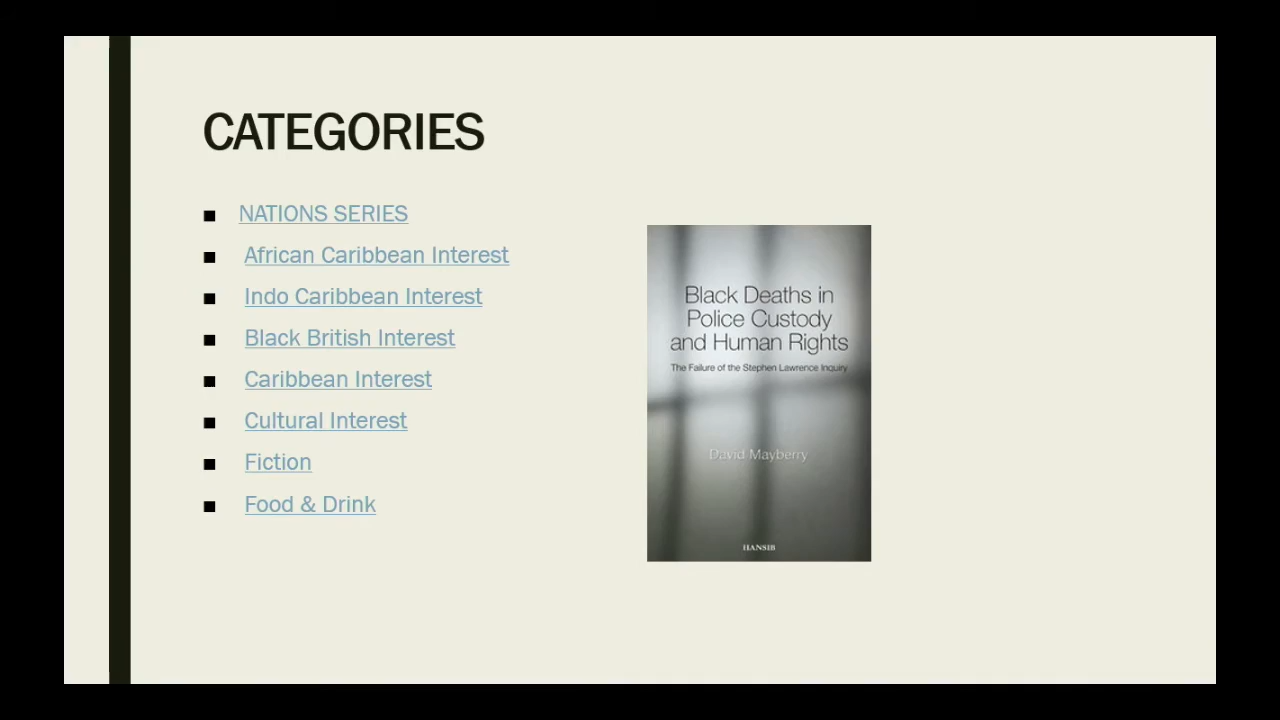 CATEGORIES
NATIONS SERIES
African Caribbean Interest
Indo Caribbean Interest
Black British Interest
Caribbean Interest
Cultural Interest
Fiction
Food & Drink
Black Deaths in
Police Custody
and Human Rights
The Failure of the Stephen Lawrence Inquiry
David Mayberry
HANSIB